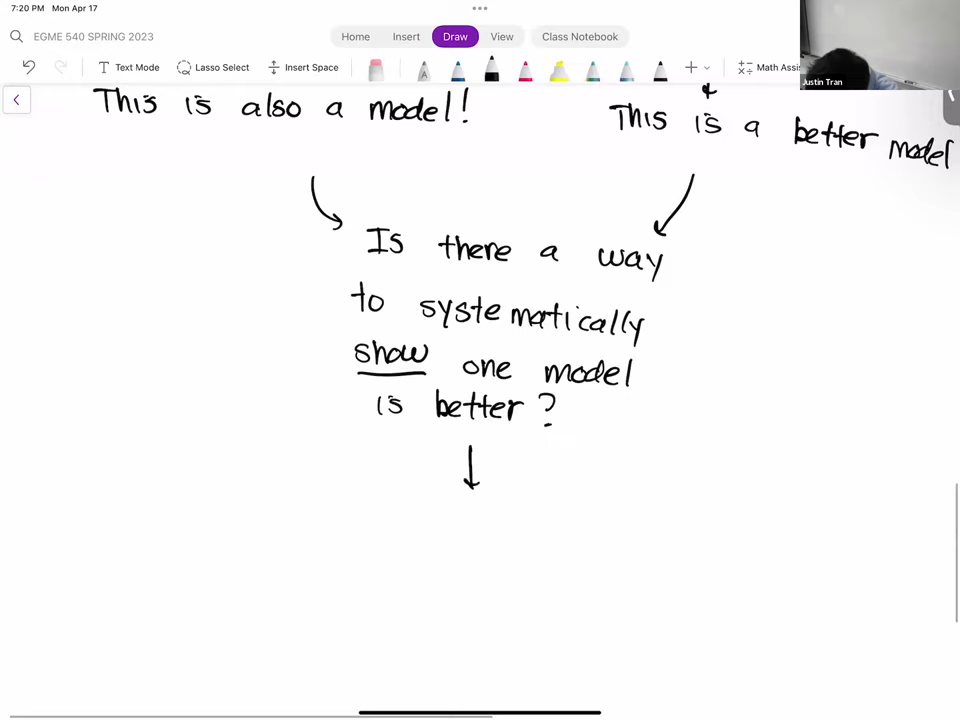 7:20 PM Mon Apr 17
EGME 540 SPRING 2023
Home Insert Draw View Class Notebook
A Text Mode Lasso Select Insert Space Math Assis
Justin Tran
This is also a model!
This is a better model
Is there a way
to systematically
show one model
is better?